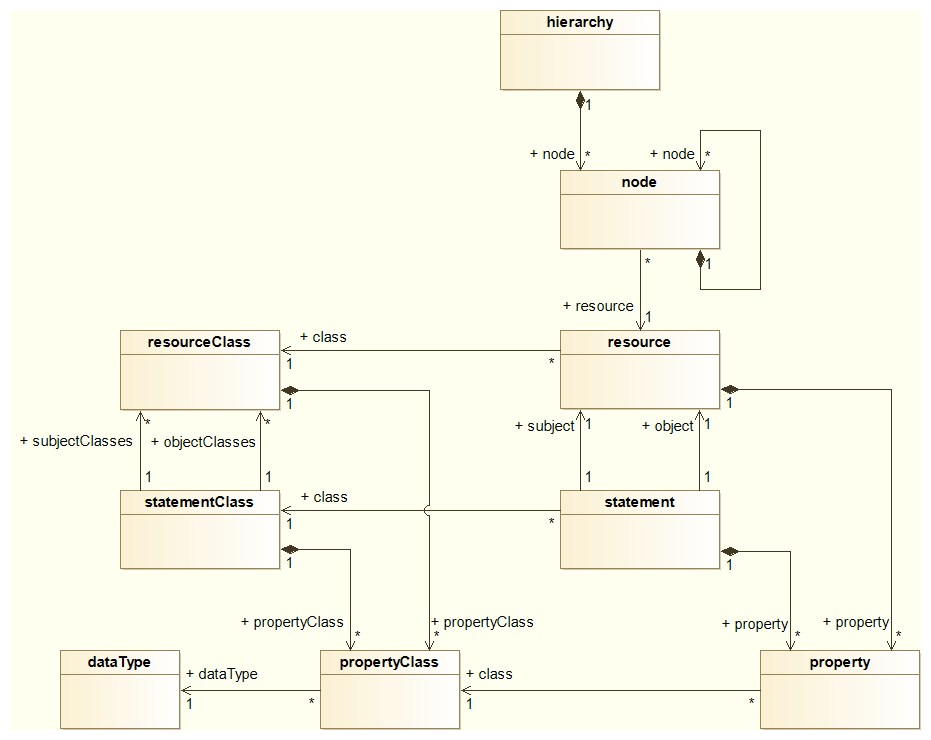 hierarchy
1
+ node *
+ node *
node
1
*
+ resource
1
resourceClass
+ class
resource
1
*
1
1
* *
+ subjectClasses
+ objectClasses
+ subject 1
+ object 1
1
1
1
1
statementClass
+ class
statement
1
*
1
1
+ propertyClass
+ propertyClass
+ property
+ property
*
*
*
*
dataType
propertyClass
property
+ dataType
+ class
1
*
1
*